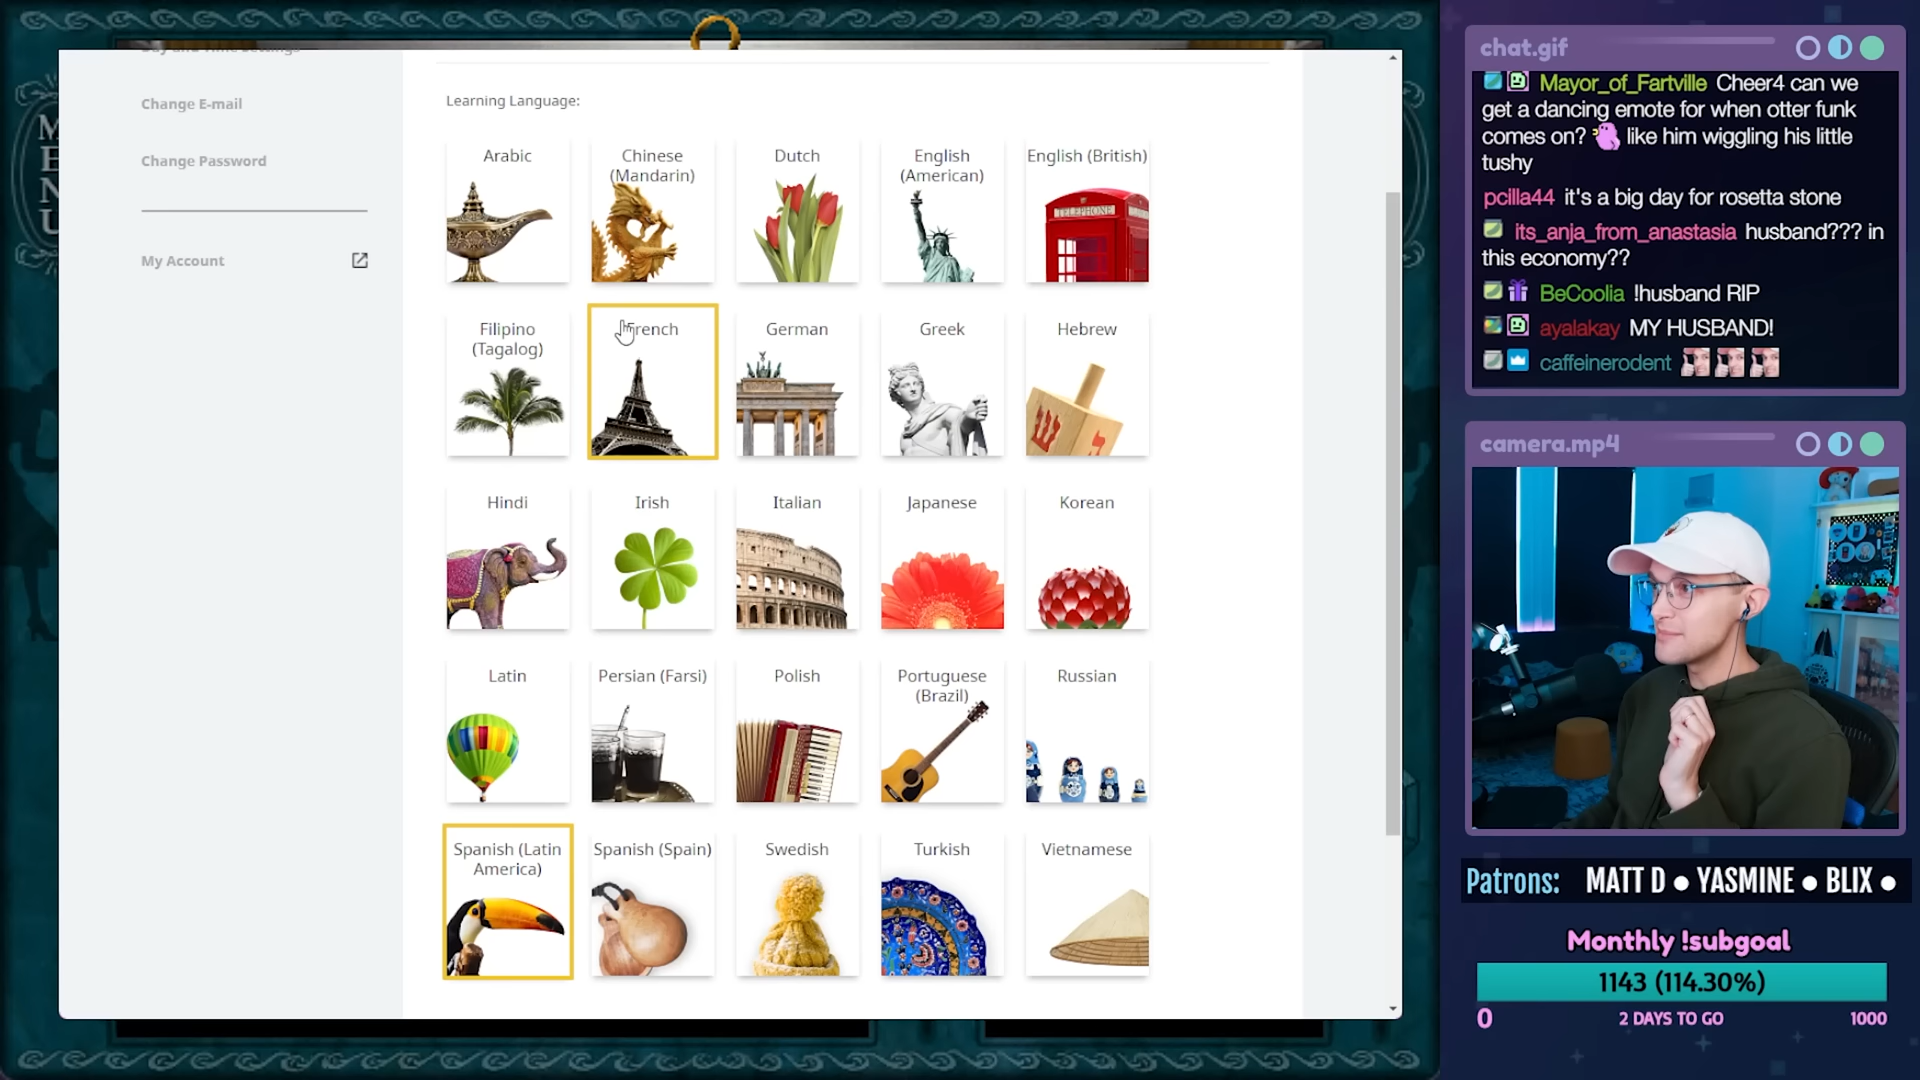 Day and Time Settings
Change E-mail
Change Password
My Account
Learning Language:
Arabic
Chinese
(Mandarin)
Dutch
English
(American)
English (British)
TELEPHONE
Filipino
(Tagalog)
French
German
Greek
Hebrew
Hindi
Irish
Italian
Japanese
Korean
Latin
Persian (Farsi)
Polish
Portuguese
(Brazil)
Russian
Spanish (Latin
America)
Spanish (Spain)
Swedish
Turkish
Vietnamese
MENU
chat.gif
Mayor_of_Fartville Cheer4 can we
get a dancing emote for when otter funk
comes on? like him wiggling his little
tushy
pcilla44 it's a big day for rosetta stone
its_anja_from_anastasia husband??? in
this economy??
BeCoolia !husband RIP
ayalakay MY HUSBAND!
caffeinerodent
camera.mp4
Patrons: MATT D ● YASMINE ● BLIX ●
Monthly !subgoal
1143 (114.30%)
0 2 DAYS TO GO 1000